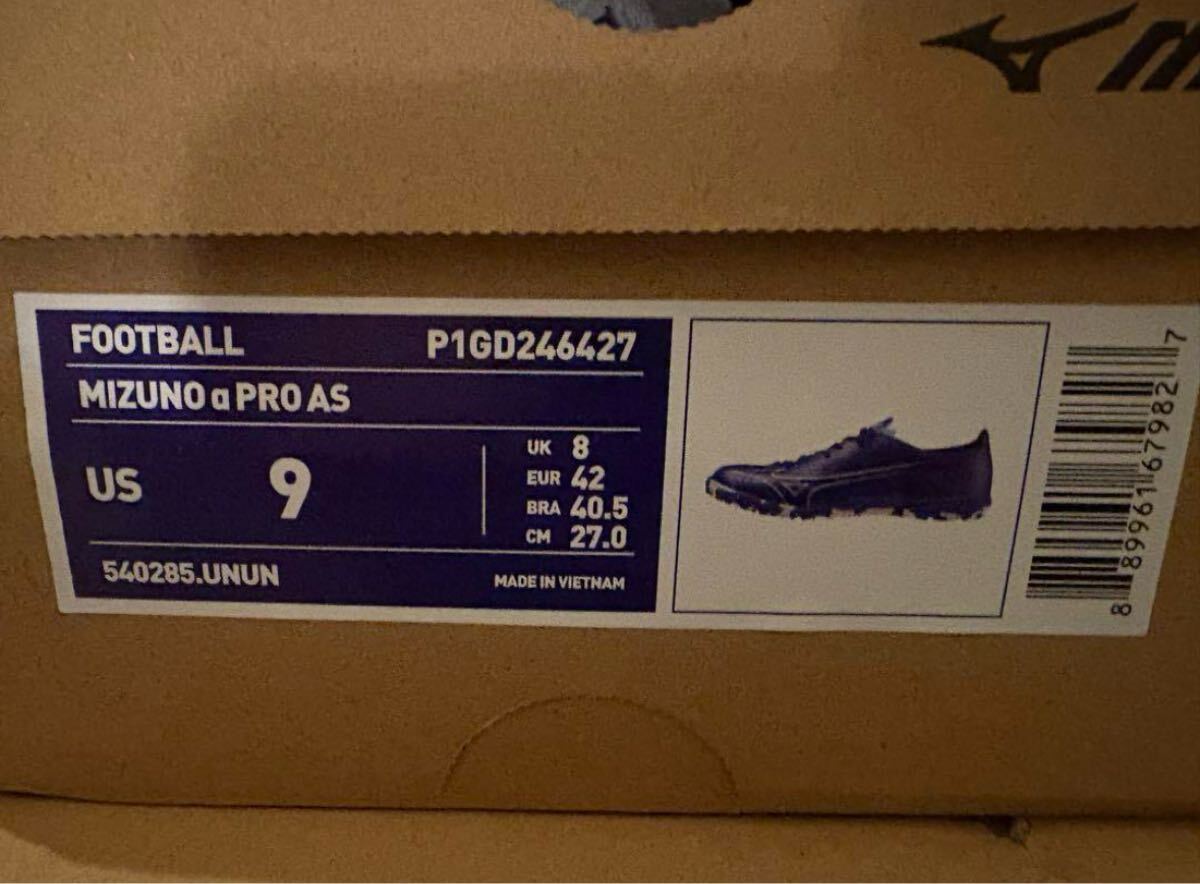 FOOTBALL P1GD246427
MIZUNO α PRO AS
US 9
UK 8
EUR 42
BRA 40.5
CM 27.0
540285.UNUN MADE IN VIETNAM
8 89961 67982 7